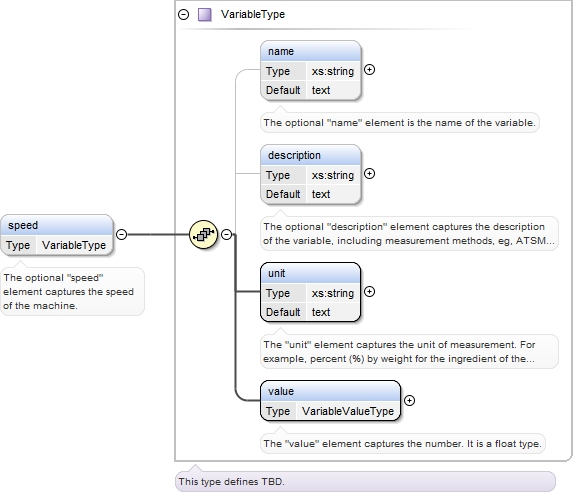 VariableType
name
Type xs:string
Default text
The optional "name" element is the name of the variable.
description
Type xs:string
Default text
The optional "description" element captures the description
of the variable, including measurement methods, eg, ATSM...
speed
Type VariableType
The optional "speed"
element captures the speed
of the machine.
unit
Type xs:string
Default text
The "unit" element captures the unit of measurement. For
example, percent (%) by weight for the ingredient of the...
value
Type VariableValueType
The "value" element captures the number. It is a float type.
This type defines TBD.